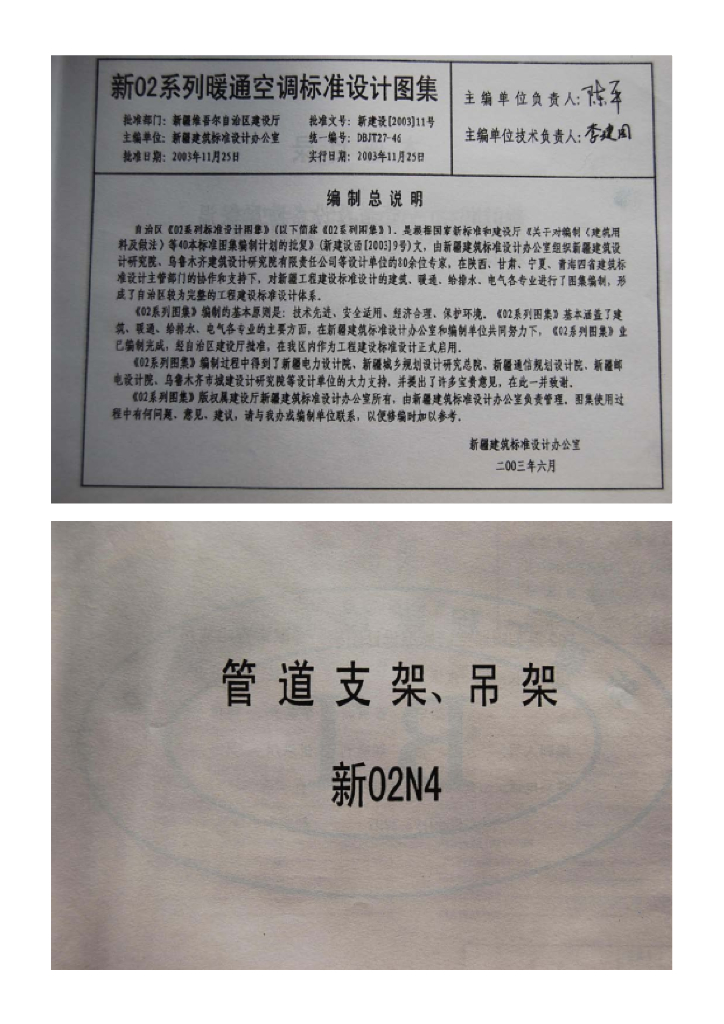 新02系列暖通空调标准设计图集
批准部门：新疆维吾尔自治区建设厅 批准文号：新建设[2003]11号
主编单位：新疆建筑标准设计办公室 统一编号：DBJT27-46
批准日期：2003年11月25日 实行日期：2003年11月25日
主编单位负责人：陈军
主编单位技术负责人：李建国
编制总说明
自治区《02系列标准设计图集》（以下简称《02系列图集》），是根据国家新标准和建设厅《关于对编制〈建筑用
料及做法〉等40本标准图集编制计划的批复》（新建设函[2003]9号）文，由新疆建筑标准设计办公室组织新疆建筑设
计研究院、乌鲁木齐建筑设计研究院有限责任公司等设计单位的80余位专家，在陕西、甘肃、宁夏、青海四省建筑标
准设计主管部门的协作和支持下，对新疆工程建设标准设计的建筑、暖通、给排水、电气各专业进行了图集编制，形
成了自治区较为完整的工程建设标准设计体系。
《02系列图集》编制的基本原则是：技术先进、安全适用、经济合理、保护环境。《02系列图集》基本涵盖了建
筑、暖通、给排水、电气各专业的主要方面，在新疆建筑标准设计办公室和编制单位共同努力下，《02系列图集》业
已编制完成，经自治区建设厅批准，在我区内作为工程建设标准设计正式启用。
《02系列图集》编制过程中得到了新疆电力设计院、新疆城乡规划设计研究总院、新疆通信规划设计院、新疆邮
电设计院、乌鲁木齐市城建设计研究院等设计单位的大力支持，并提出了许多宝贵意见，在此一并致谢。
《02系列图集》版权属建设厅新疆建筑标准设计办公室所有，由新疆建筑标准设计办公室负责管理，图集使用过
程中有何问题、意见、建议，请与我办或编制单位联系，以便修编时加以参考。
新疆建筑标准设计办公室
二00三年六月
管道支架、吊架
新02N4